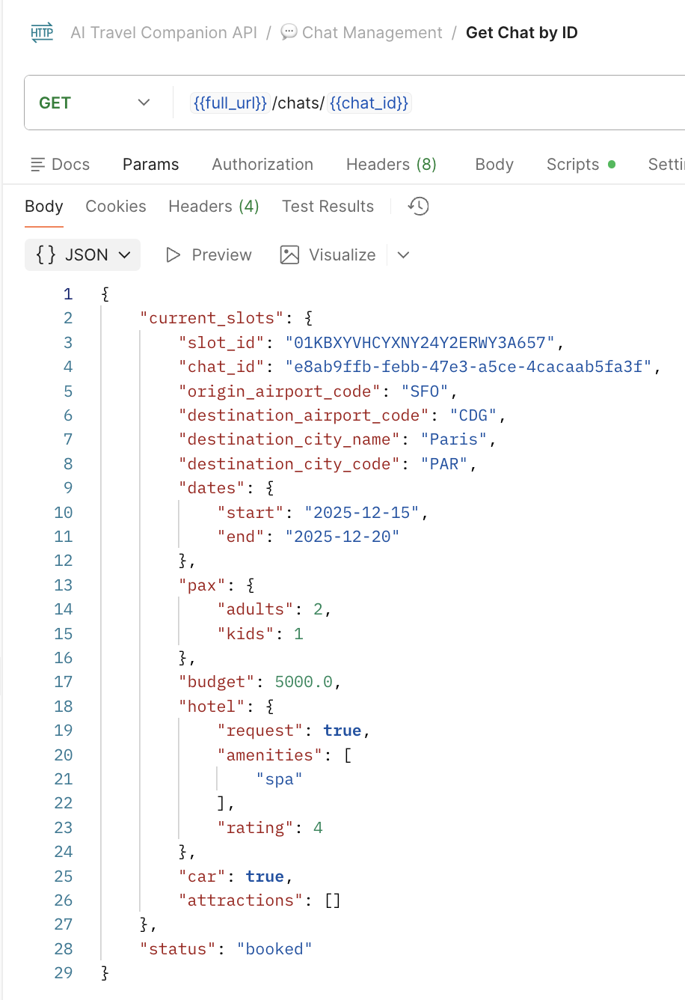 HTTP AI Travel Companion API / 💬 Chat Management / Get Chat by ID
GET {{full_url}}/chats/{{chat_id}}
Docs Params Authorization Headers (8) Body Scripts
Body Cookies Headers (4) Test Results
{} JSON Preview Visualize
1 {
2 "current_slots": {
3 "slot_id": "01KBXYVHCYXNY24Y2ERWY3A657",
4 "chat_id": "e8ab9ffb-febb-47e3-a5ce-4cacaab5fa3f",
5 "origin_airport_code": "SFO",
6 "destination_airport_code": "CDG",
7 "destination_city_name": "Paris",
8 "destination_city_code": "PAR",
9 "dates": {
10 "start": "2025-12-15",
11 "end": "2025-12-20"
12 },
13 "pax": {
14 "adults": 2,
15 "kids": 1
16 },
17 "budget": 5000.0,
18 "hotel": {
19 "request": true,
20 "amenities": [
21 "spa"
22 ],
23 "rating": 4
24 },
25 "car": true,
26 "attractions": []
27 },
28 "status": "booked"
29 }